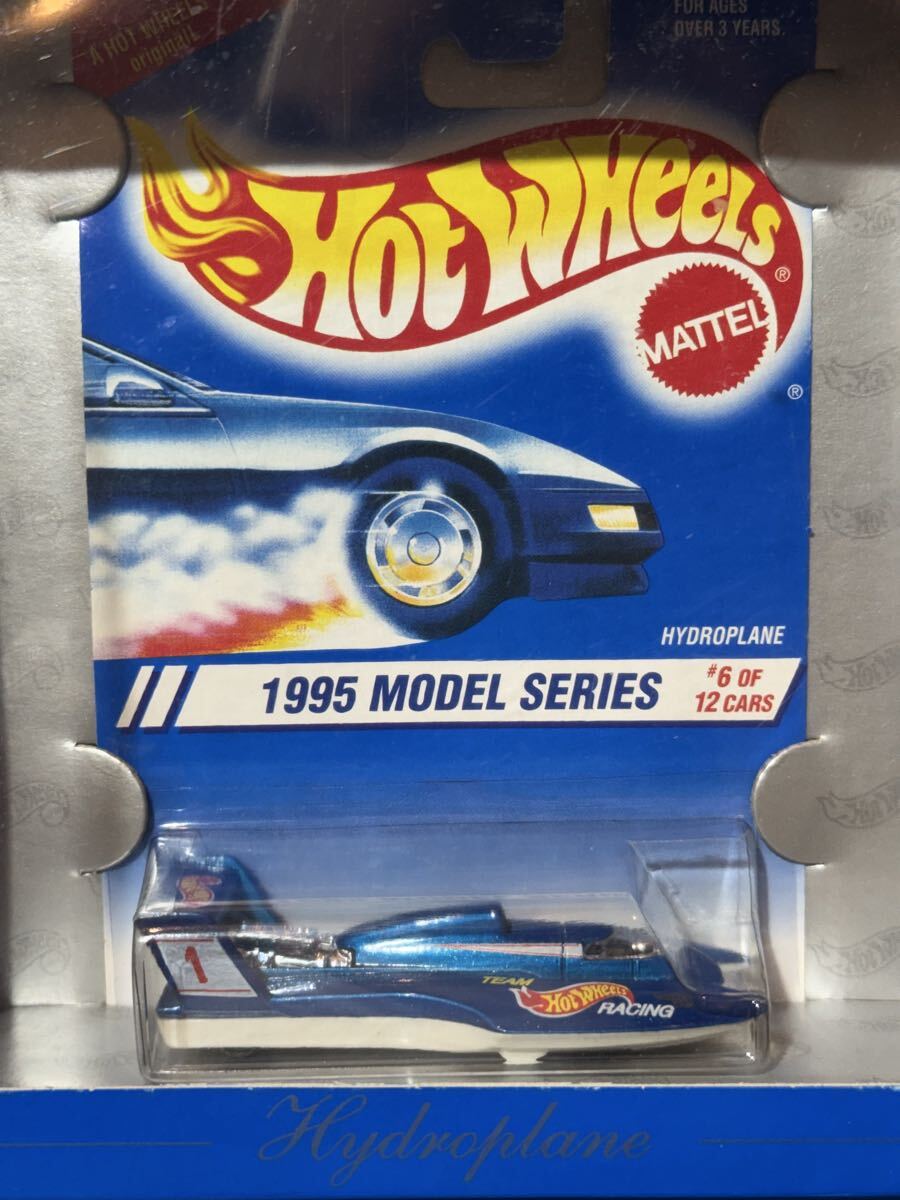 A HOT WHEELS
original!
FOR AGES
OVER 3 YEARS.
HOT WHEELS
®
MATTEL
®
HYDROPLANE
1995 MODEL SERIES
#6 OF
12 CARS
1
TEAM
HOT WHEELS
RACING
Hydroplane